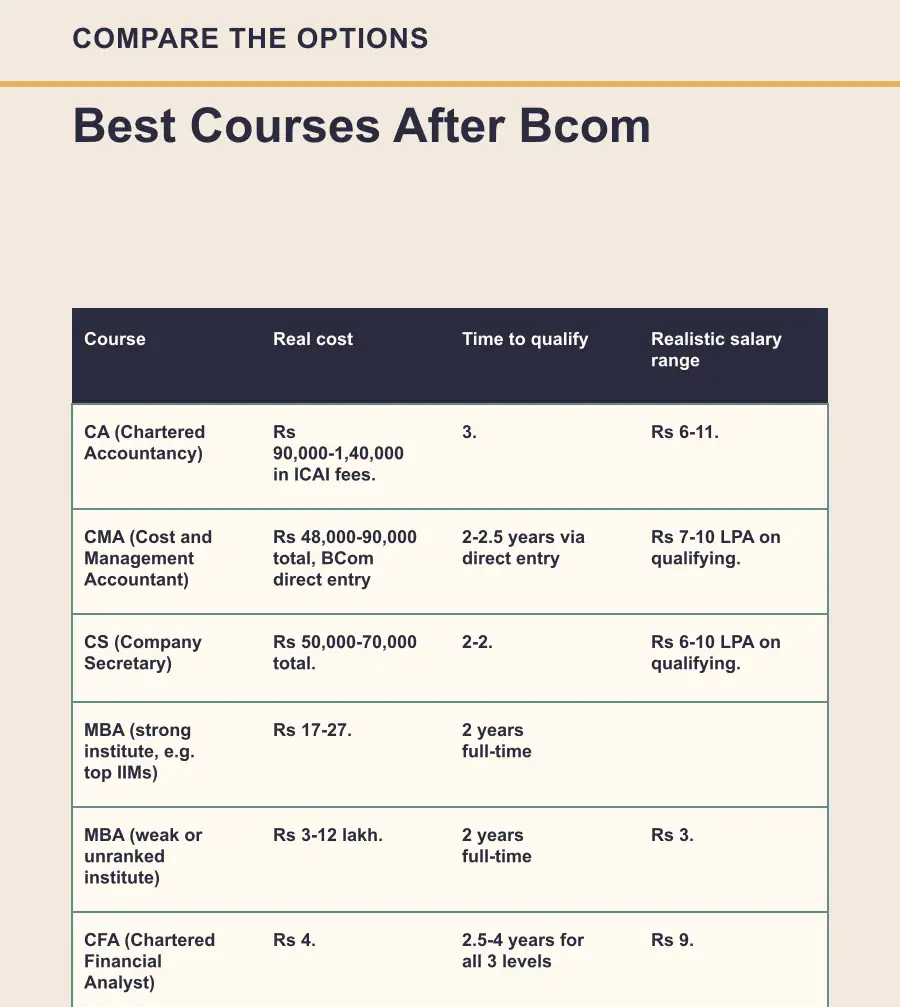 COMPARE THE OPTIONS
Best Courses After Bcom
Course
Real cost
Time to qualify
Realistic salary
range
CA (Chartered
Accountancy)
Rs
90,000-1,40,000
in ICAI fees.
3.
Rs 6-11.
CMA (Cost and
Management
Accountant)
Rs 48,000-90,000
total, BCom
direct entry
2-2.5 years via
direct entry
Rs 7-10 LPA on
qualifying.
CS (Company
Secretary)
Rs 50,000-70,000
total.
2-2.
Rs 6-10 LPA on
qualifying.
MBA (strong
institute, e.g.
top IIMs)
Rs 17-27.
2 years
full-time
MBA (weak or
unranked
institute)
Rs 3-12 lakh.
2 years
full-time
Rs 3.
CFA (Chartered
Financial
Analyst)
Rs 4.
2.5-4 years for
all 3 levels
Rs 9.